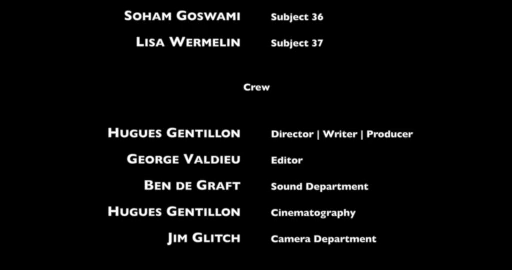 Soham Goswami Subject 36
Lisa Wermelin Subject 37
Crew
Hugues Gentillon Director | Writer | Producer
George Valdieu Editor
Ben de Graft Sound Department
Hugues Gentillon Cinematography
Jim Glitch Camera Department